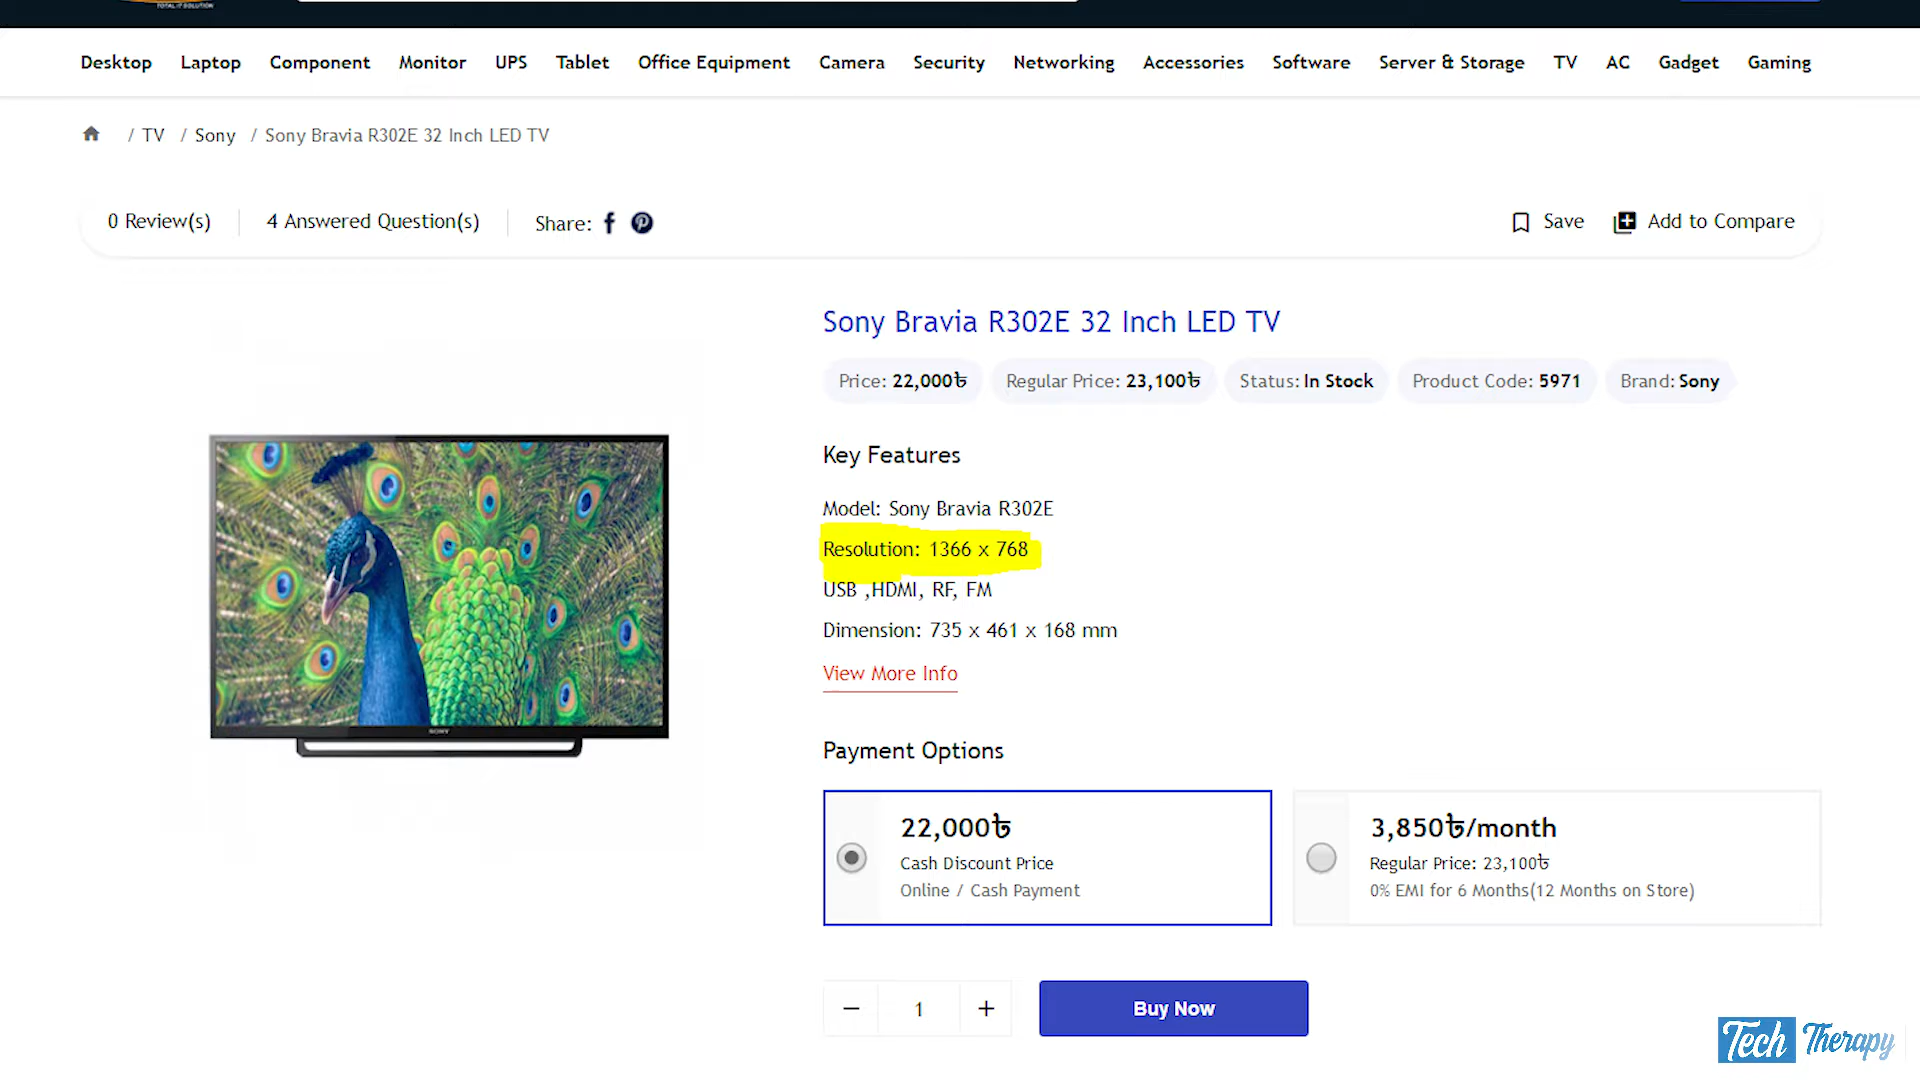 TOTAL IT SOLUTION
Desktop Laptop Component Monitor UPS Tablet Office Equipment Camera Security Networking Accessories Software Server & Storage TV AC Gadget Gaming
/ TV / Sony / Sony Bravia R302E 32 Inch LED TV
0 Review(s) 4 Answered Question(s) Share: Save Add to Compare
Sony Bravia R302E 32 Inch LED TV
Price: 22,000৳ Regular Price: 23,100৳ Status: In Stock Product Code: 5971 Brand: Sony
Key Features
Model: Sony Bravia R302E
Resolution: 1366 x 768
USB ,HDMI, RF, FM
Dimension: 735 x 461 x 168 mm
View More Info
SONY
Payment Options
22,000৳
Cash Discount Price
Online / Cash Payment
3,850৳/month
Regular Price: 23,100৳
0% EMI for 6 Months(12 Months on Store)
1
Buy Now
Tech Therapy